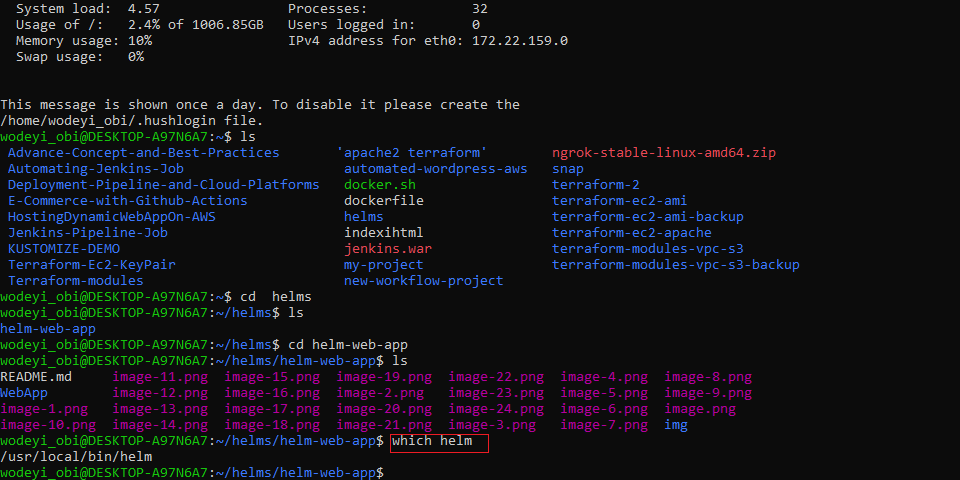 System load:  4.57                Processes:             32
Usage of /:   2.4% of 1006.85GB   Users logged in:       0
Memory usage: 10%                 IPv4 address for eth0: 172.22.159.0
Swap usage:   0%
This message is shown once a day. To disable it please create the
/home/wodeyi_obi/.hushlogin file.
wodeyi_obi@DESKTOP-A97N6A7:~$ ls
Advance-Concept-and-Best-Practices       'apache2 terraform'        ngrok-stable-linux-amd64.zip
Automating-Jenkins-Job                    automated-wordpress-aws   snap
Deployment-Pipeline-and-Cloud-Platforms   docker.sh                 terraform-2
E-Commerce-with-Github-Actions            dockerfile                terraform-ec2-ami
HostingDynamicWebAppOn-AWS                helms                     terraform-ec2-ami-backup
Jenkins-Pipeline-Job                      indexihtml                terraform-ec2-apache
KUSTOMIZE-DEMO                            jenkins.war               terraform-modules-vpc-s3
Terraform-Ec2-KeyPair                     my-project                terraform-modules-vpc-s3-backup
Terraform-modules                         new-workflow-project
wodeyi_obi@DESKTOP-A97N6A7:~$ cd  helms
wodeyi_obi@DESKTOP-A97N6A7:~/helms$ ls
helm-web-app
wodeyi_obi@DESKTOP-A97N6A7:~/helms$ cd helm-web-app
wodeyi_obi@DESKTOP-A97N6A7:~/helms/helm-web-app$ ls
README.md     image-11.png  image-15.png  image-19.png  image-22.png  image-4.png  image-8.png
WebApp        image-12.png  image-16.png  image-2.png   image-23.png  image-5.png  image-9.png
image-1.png   image-13.png  image-17.png  image-20.png  image-24.png  image-6.png  image.png
image-10.png  image-14.png  image-18.png  image-21.png  image-3.png   image-7.png  img
wodeyi_obi@DESKTOP-A97N6A7:~/helms/helm-web-app$ which helm
/usr/local/bin/helm
wodeyi_obi@DESKTOP-A97N6A7:~/helms/helm-web-app$